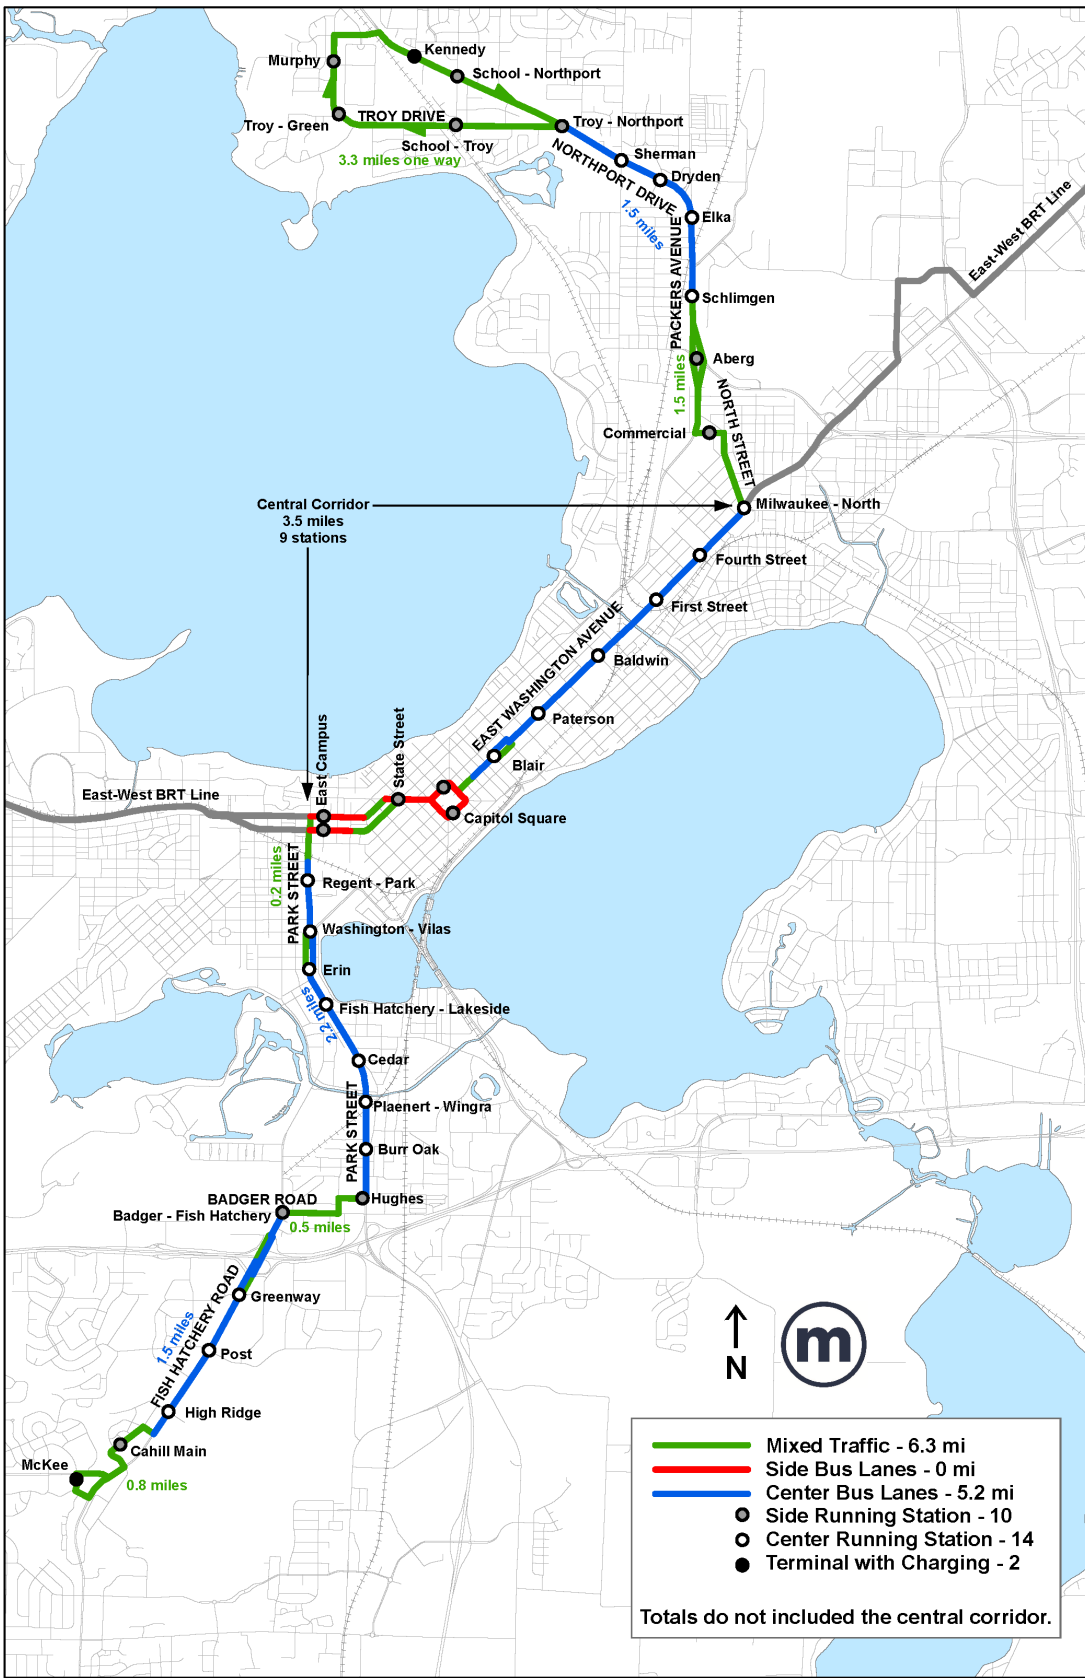 Kennedy
Murphy
School - Northport
TROY DRIVE
Troy - Green
Troy - Northport
School - Troy
3.3 miles one way
NORTHPORT DRIVE
Sherman
Dryden
1.5 miles
Elka
East-West BRT Line
PACKERS AVENUE
Schlimgen
Aberg
1.5 miles
NORTH STREET
Commercial
Central Corridor
3.5 miles
9 stations
Milwaukee - North
Fourth Street
First Street
EAST WASHINGTON AVENUE
Baldwin
Paterson
Blair
East Campus
State Street
East-West BRT Line
Capitol Square
0.2 miles
PARK STREET
Regent - Park
Washington - Vilas
Erin
2.2 miles
Fish Hatchery - Lakeside
Cedar
PARK STREET
Plaenert - Wingra
Burr Oak
BADGER ROAD
Hughes
Badger - Fish Hatchery
0.5 miles
FISH HATCHERY ROAD
Greenway
1.5 miles
Post
High Ridge
Cahill Main
McKee
0.8 miles
N
m
Mixed Traffic - 6.3 mi
Side Bus Lanes - 0 mi
Center Bus Lanes - 5.2 mi
Side Running Station - 10
Center Running Station - 14
Terminal with Charging - 2
Totals do not included the central corridor.